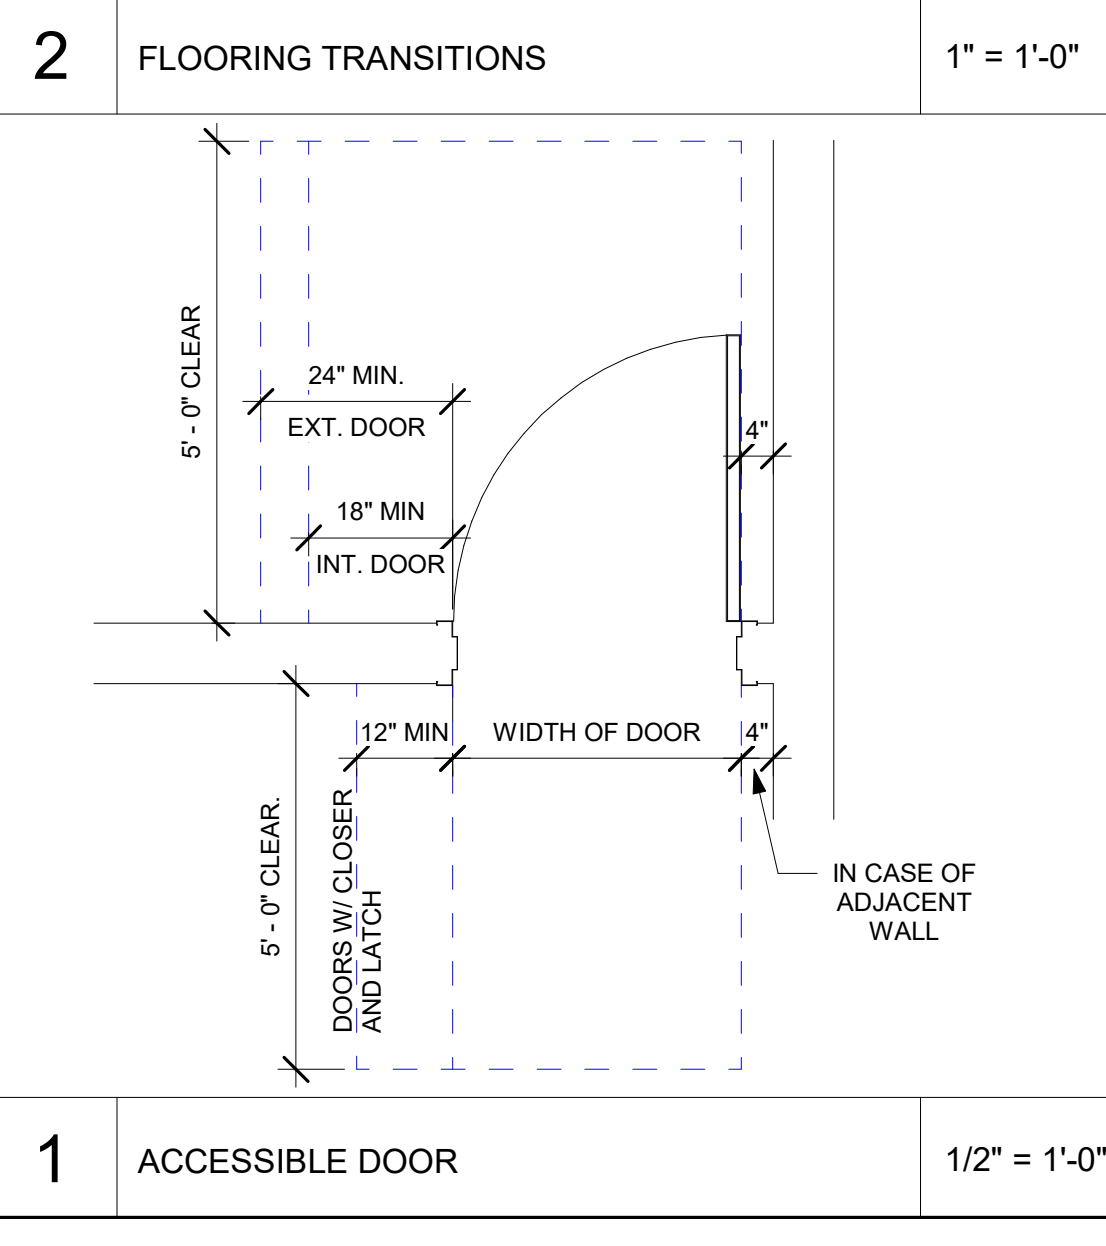 2
FLOORING TRANSITIONS
1" = 1'-0"
5' - 0" CLEAR
24" MIN.
EXT. DOOR
4"
18" MIN
INT. DOOR
12" MIN
WIDTH OF DOOR
4"
5' - 0" CLEAR.
DOORS W/ CLOSER
AND LATCH
IN CASE OF
ADJACENT
WALL
1
ACCESSIBLE DOOR
1/2" = 1'-0"